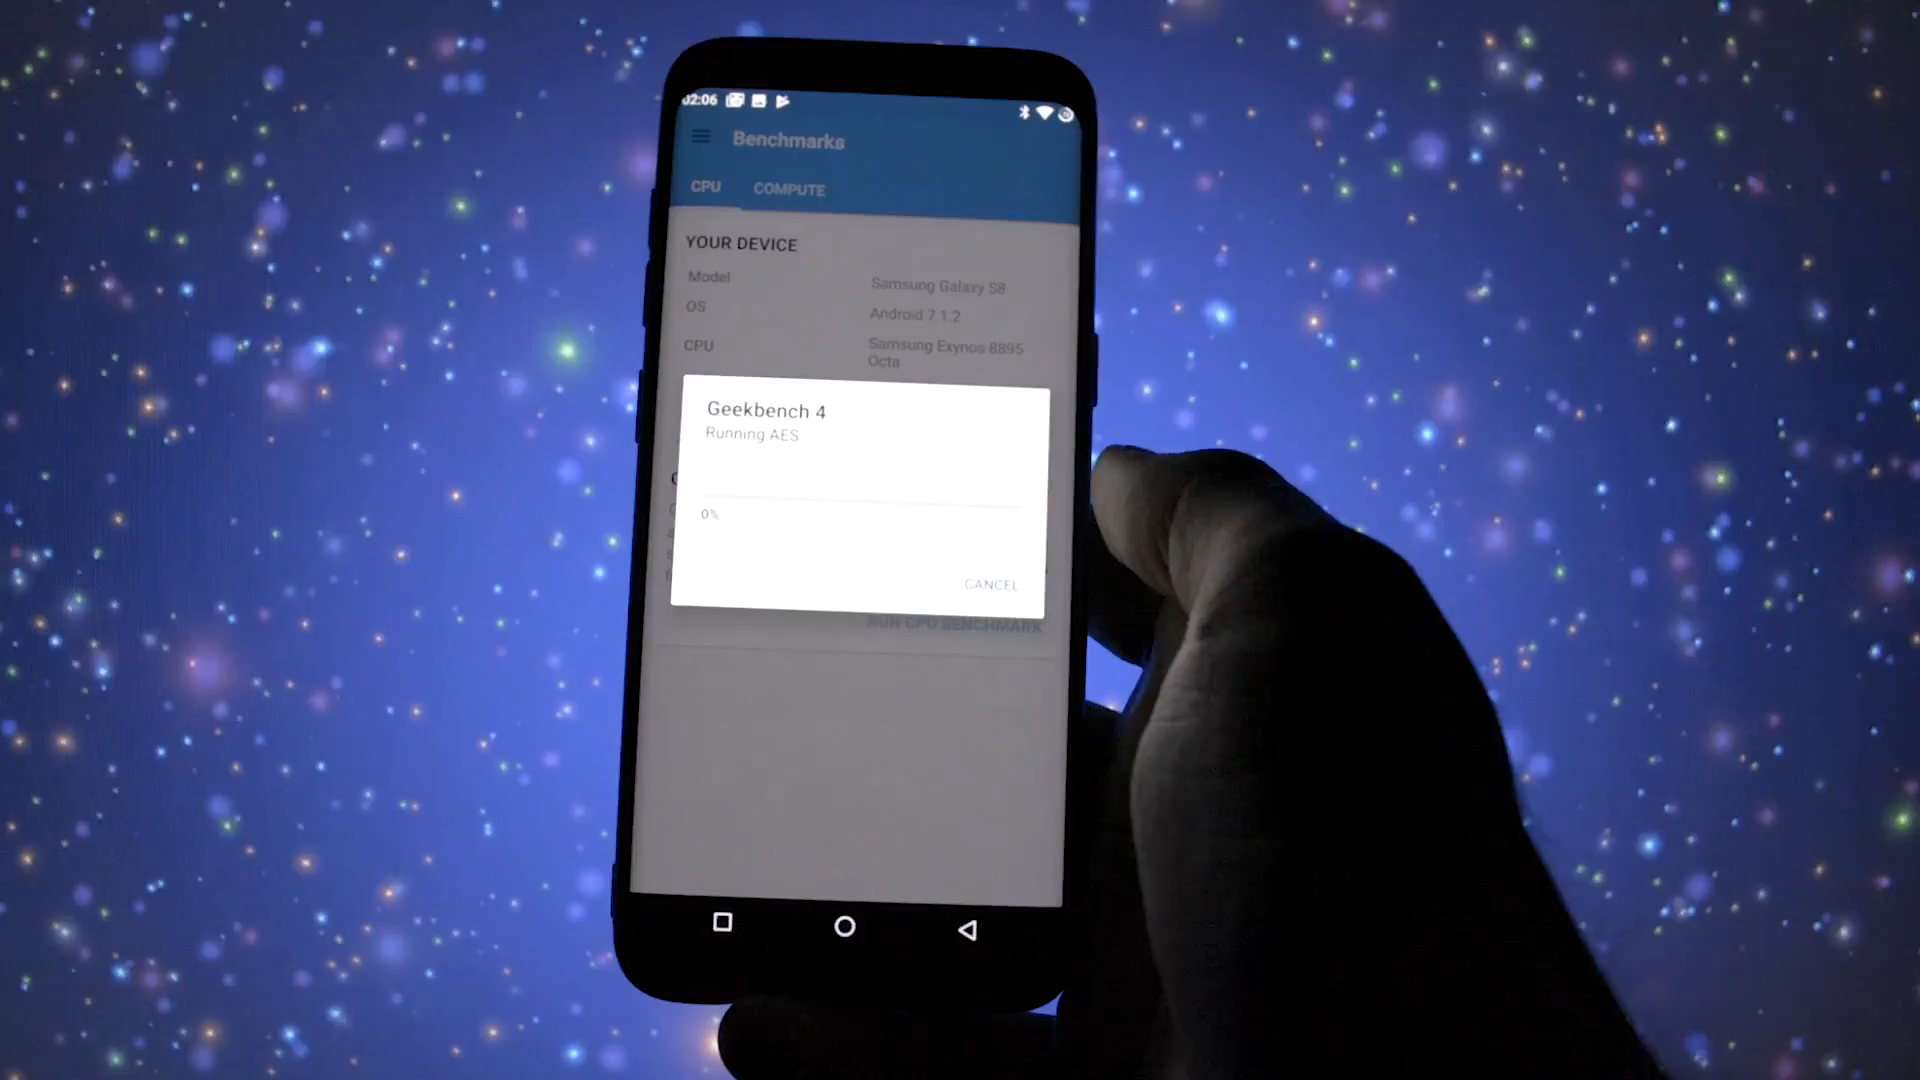 02:06
Benchmarks
CPU COMPUTE
YOUR DEVICE
Model Samsung Galaxy S8
OS Android 7.1.2
CPU Samsung Exynos 8895
Octa
Geekbench 4
Running AES
0%
CANCEL
RUN CPU BENCHMARK